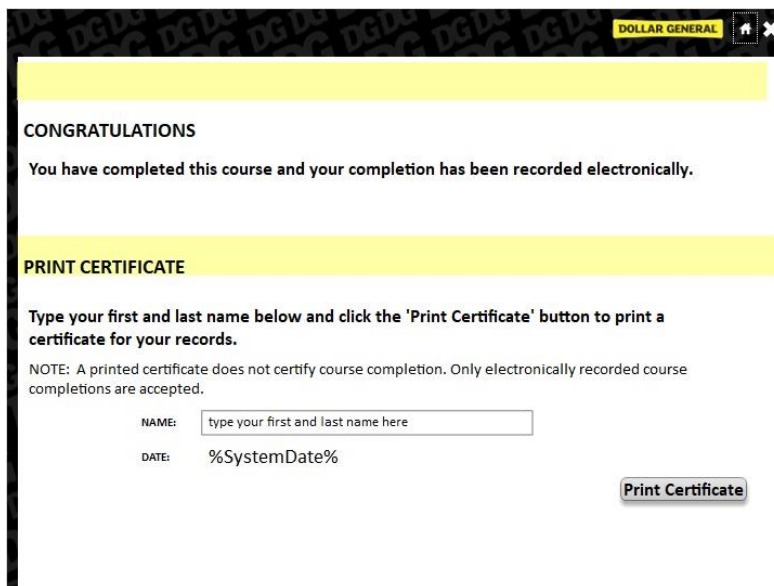 DOLLAR GENERAL
CONGRATULATIONS
You have completed this course and your completion has been recorded electronically.
PRINT CERTIFICATE
Type your first and last name below and click the 'Print Certificate' button to print a
certificate for your records.
NOTE: A printed certificate does not certify course completion. Only electronically recorded course
completions are accepted.
NAME: type your first and last name here
DATE: %SystemDate%
Print Certificate